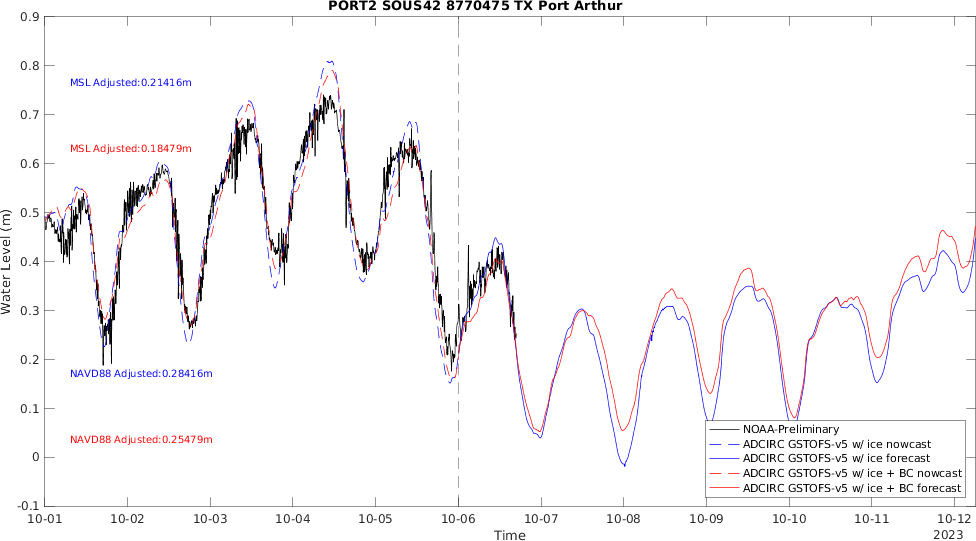 PORT2 SOUS42 8770475 TX Port Arthur
0.9
0.8
0.7
0.6
0.5
0.4
0.3
0.2
0.1
0
-0.1
Water Level (m)
MSL Adjusted:0.21416m
MSL Adjusted:0.18479m
NAVD88 Adjusted:0.28416m
NAVD88 Adjusted:0.25479m
NOAA-Preliminary
ADCIRC GSTOFS-v5 w/ ice nowcast
ADCIRC GSTOFS-v5 w/ ice forecast
ADCIRC GSTOFS-v5 w/ ice + BC nowcast
ADCIRC GSTOFS-v5 w/ ice + BC forecast
10-01 10-02 10-03 10-04 10-05 10-06 10-07 10-08 10-09 10-10 10-11 10-12
2023
Time